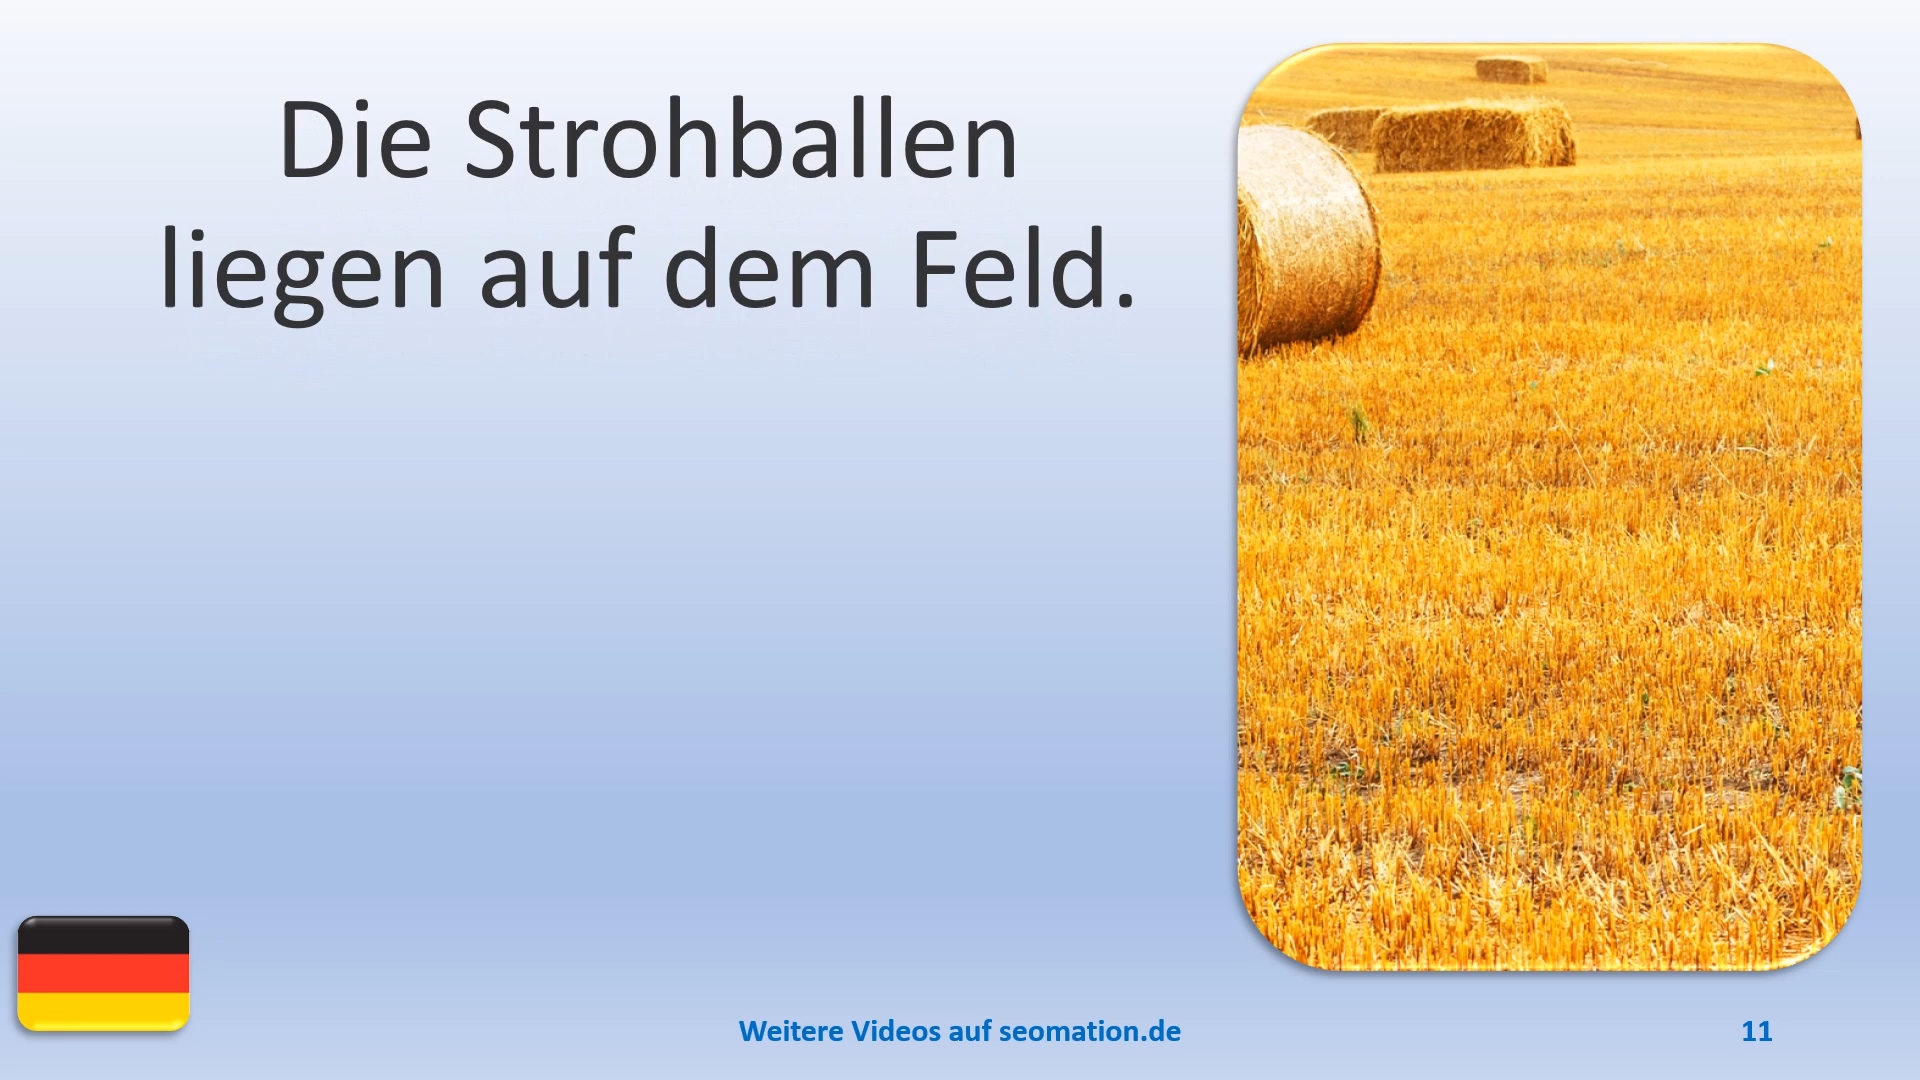 Die Strohballen
liegen auf dem Feld.
Weitere Videos auf seomation.de
11